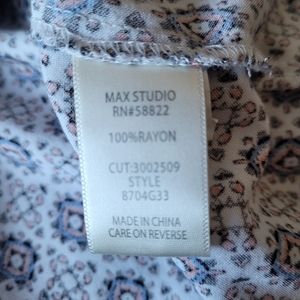 MAX STUDIO
RN#58822
100%RAYON
CUT:3002509
STYLE
8704G33
MADE IN CHINA
CARE ON REVERSE